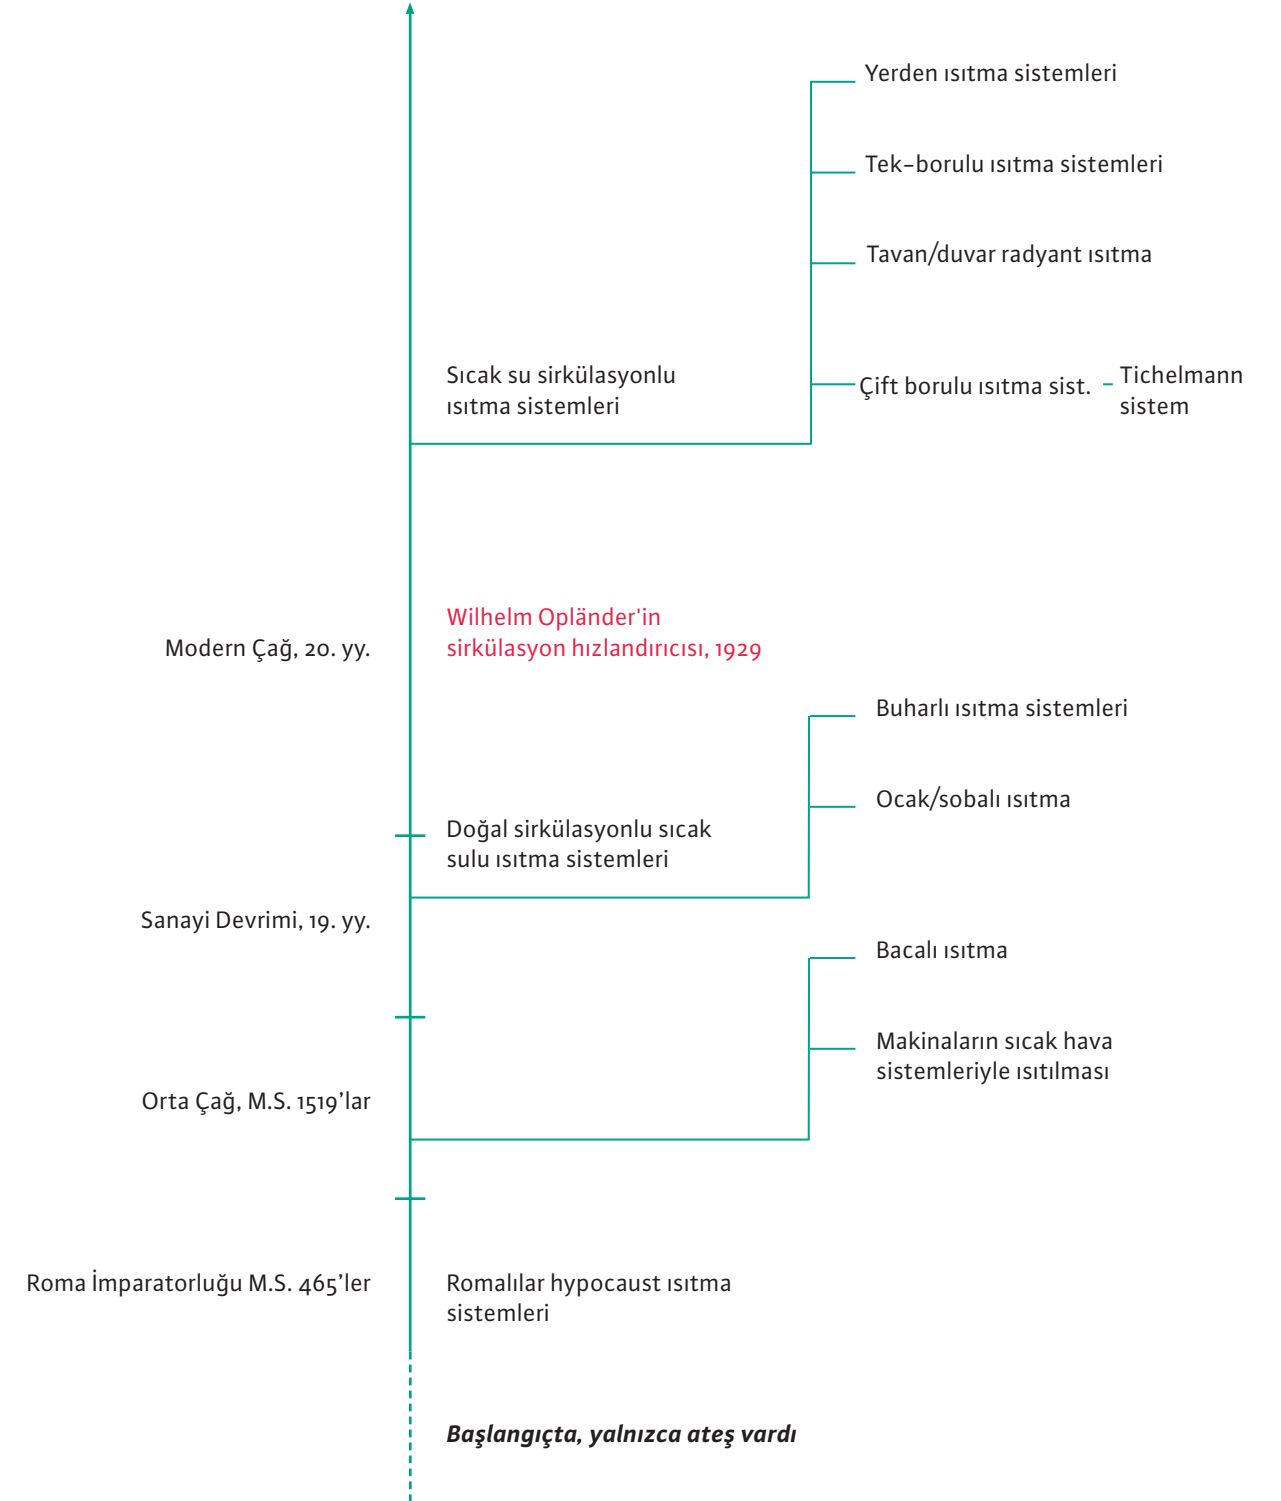 Yerden ısıtma sistemleri
Tek-borulu ısıtma sistemleri
Tavan/duvar radyant ısıtma
Sıcak su sirkülasyonlu
ısıtma sistemleri
Çift borulu ısıtma sist.
Tichelmann
sistem
Modern Çağ, 20. yy.
Wilhelm Opländer'in
sirkülasyon hızlandırıcısı, 1929
Buharlı ısıtma sistemleri
Ocak/sobalı ısıtma
Doğal sirkülasyonlu sıcak
sulu ısıtma sistemleri
Sanayi Devrimi, 19. yy.
Bacalı ısıtma
Makinaların sıcak hava
sistemleriyle ısıtılması
Orta Çağ, M.S. 1519’lar
Roma İmparatorluğu M.S. 465’ler
Romalılar hypocaust ısıtma
sistemleri
Başlangıçta, yalnızca ateş vardı